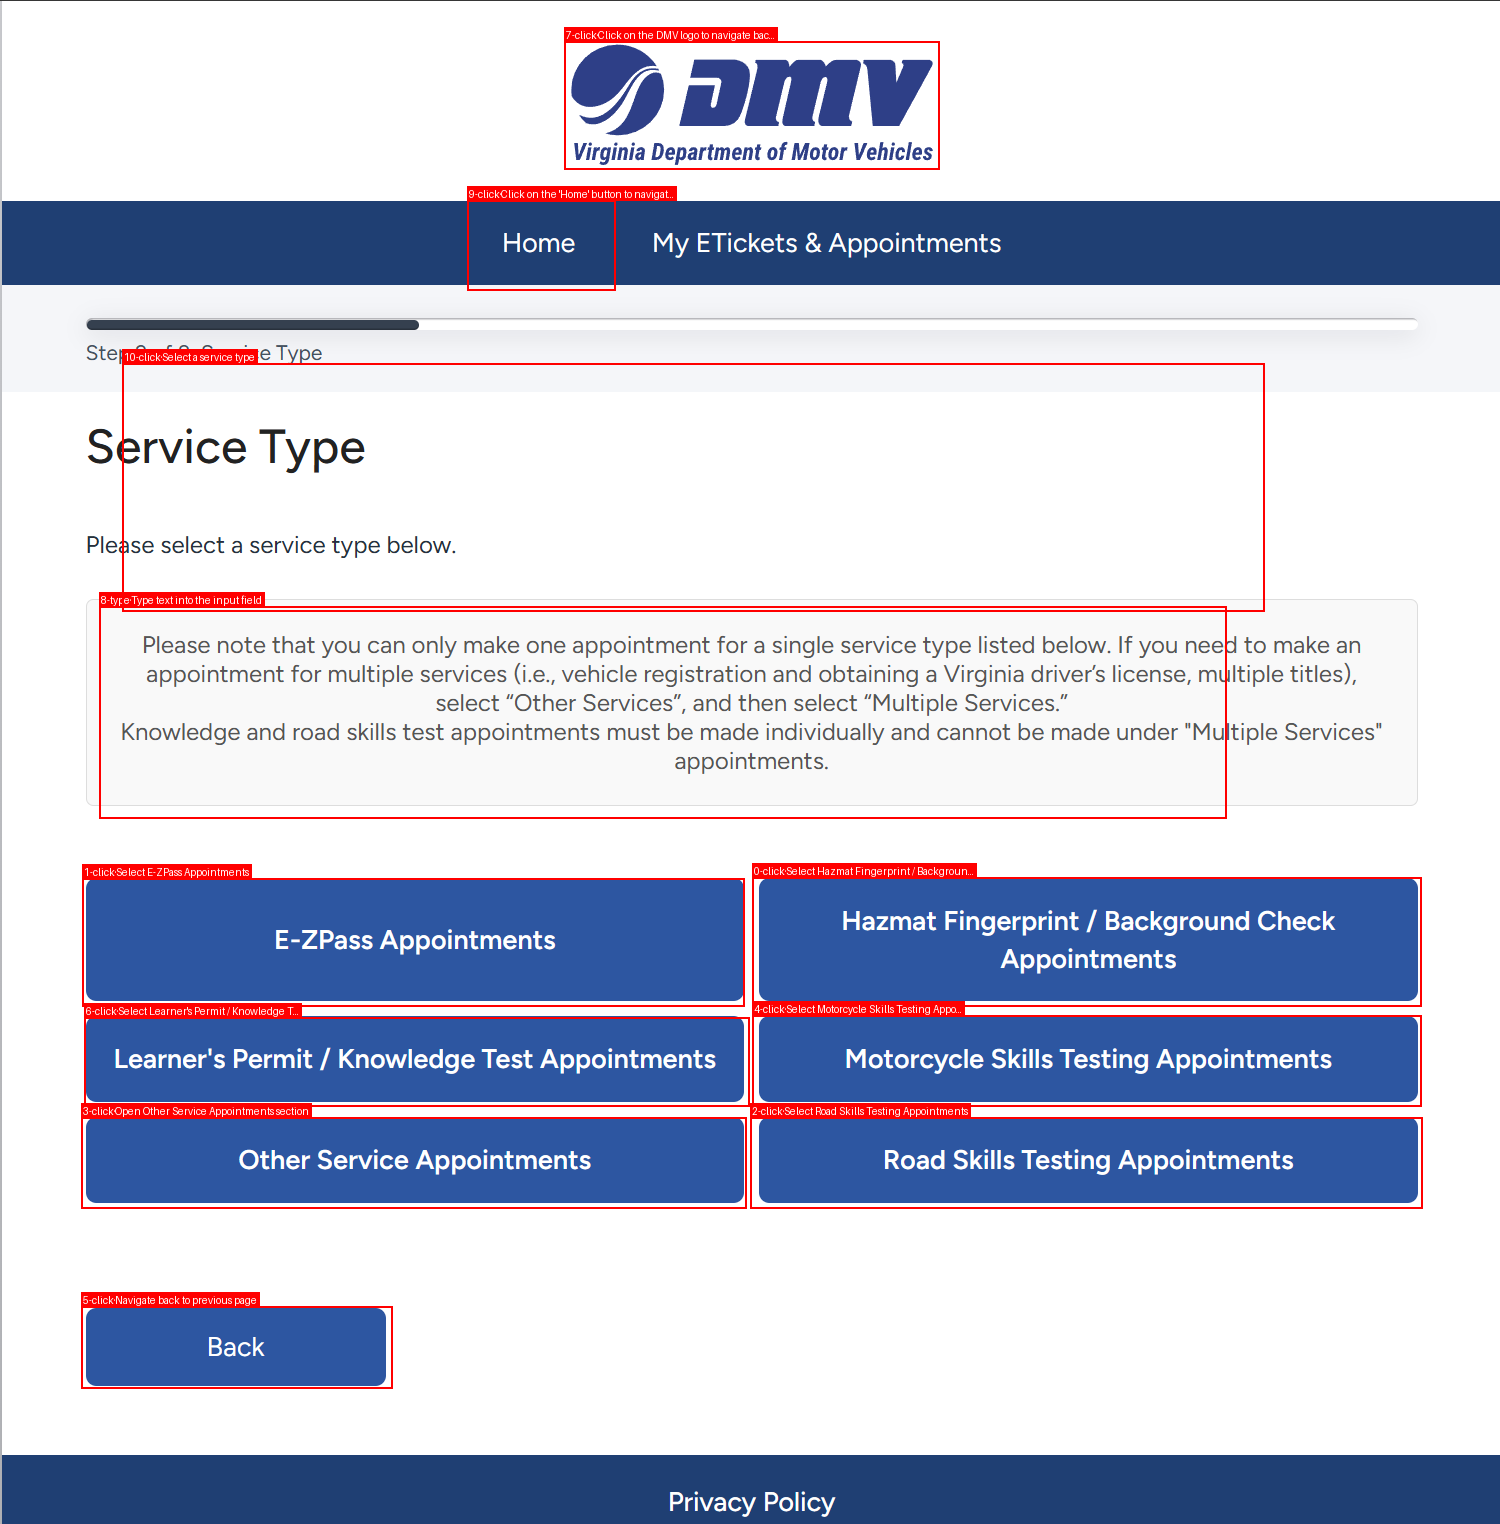 7-click:Click on the DMV logo to navigate bac...
DMV
Virginia Department of Motor Vehicles
9-click:Click on the 'Home' button to navigat...
Home
My ETickets & Appointments
10-click:Select a service type
Service Type
Please select a service type below.
8-type:Type text into the input field
Please note that you can only make one appointment for a single service type listed below. If you need to make an
appointment for multiple services (i.e., vehicle registration and obtaining a Virginia driver’s license, multiple titles),
select “Other Services”, and then select “Multiple Services.”
Knowledge and road skills test appointments must be made individually and cannot be made under "Multiple Services"
appointments.
1-click:Select E-ZPass Appointments
0-click:Select Hazmat Fingerprint / Backgroun...
E-ZPass Appointments
Hazmat Fingerprint / Background Check
Appointments
6-click:Select Learner's Permit / Knowledge T...
4-click:Select Motorcycle Skills Testing Appo...
Learner's Permit / Knowledge Test Appointments
Motorcycle Skills Testing Appointments
3-click:Open Other Service Appointments section
2-click:Select Road Skills Testing Appointments
Other Service Appointments
Road Skills Testing Appointments
5-click:Navigate back to previous page
Back
Privacy Policy